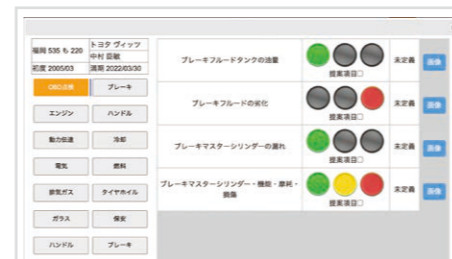 福岡 535 も 220
トヨタ ヴィッツ
中村 臣敏
初度 2005/03
満期 2022/03/30
OBD点検
ブレーキ
エンジン
ハンドル
動力伝達
冷却
電気
燃料
排気ガス
タイヤホイル
ガラス
保安
ハンドル
ブレーキ
ブレーキフルードタンクの油量
提案項目
未定義
画像
ブレーキフルードの劣化
提案項目
未定義
画像
ブレーキマスターシリンダーの漏れ
提案項目
未定義
画像
ブレーキマスターシリンダー・機能・摩耗・
損傷
提案項目
未定義
画像